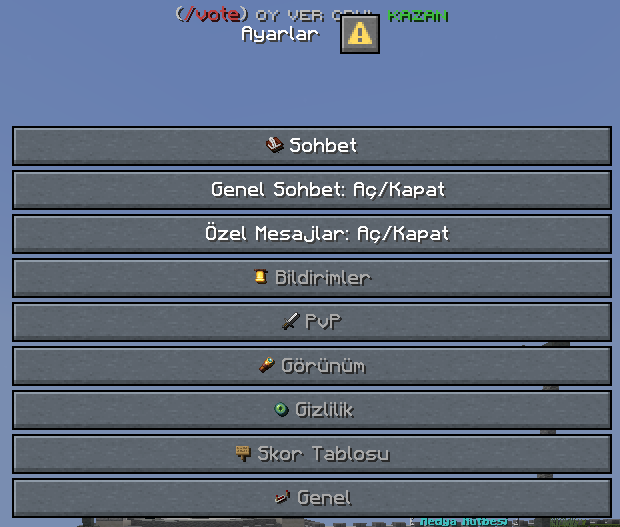 (/vote) OY VER ÖDÜL KAZAN
Ayarlar
Sohbet
Genel Sohbet: Aç/Kapat
Özel Mesajlar: Aç/Kapat
Bildirimler
PvP
Görünüm
Gizlilik
Skor Tablosu
Genel